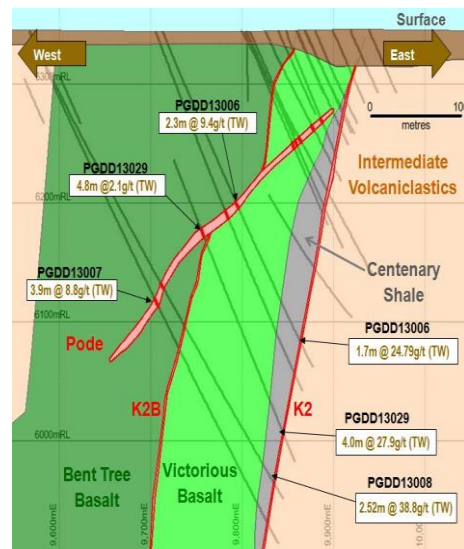 Surface
West
East
6300mRL
PGDD13006
2.3m @ 9.4g/t (TW)
0 10
metres
PGDD13029
4.8m @2.1g/t (TW)
Intermediate
Volcaniclastics
6200mRL
Centenary
Shale
PGDD13007
3.9m @ 8.8g/t (TW)
6100mRL
PGDD13006
1.7m @ 24.79g/t (TW)
Pode
K2B
K2
PGDD13029
4.0m @ 27.9g/t (TW)
6000mRL
Bent Tree
Basalt
Victorious
Basalt
PGDD13008
2.52m @ 38.8g/t (TW)
9,600mE
9,700mE
9,800mE
9,900mE